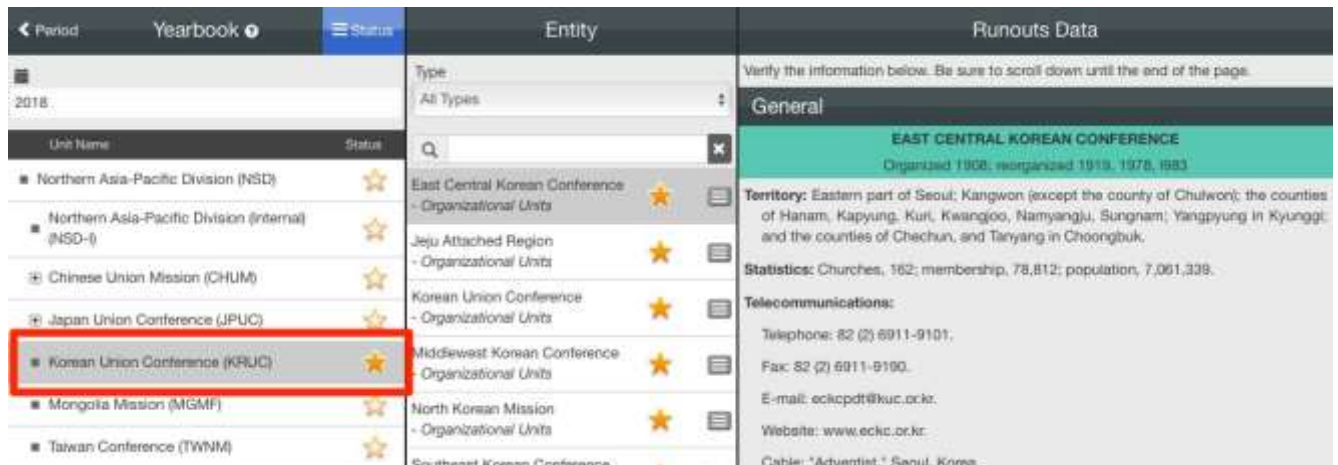 Period
Yearbook
Status
2018
Unit Name Status
Northern Asia-Pacific Division (NSD)
Northern Asia-Pacific Division (Internal)
(NSD-I)
Chinese Union Mission (CHUM)
Japan Union Conference (JPUC)
Korean Union Conference (KRUC)
Mongolia Mission (MGMF)
Taiwan Conference (TWNM)
Entity
Type
All Types
East Central Korean Conference
- Organizational Units
Jeju Attached Region
- Organizational Units
Korean Union Conference
- Organizational Units
Middlewest Korean Conference
- Organizational Units
North Korean Mission
- Organizational Units
Southeast Korean Conference
Runouts Data
Verify the information below. Be sure to scroll down until the end of the page.
General
EAST CENTRAL KOREAN CONFERENCE
Organized 1908; reorganized 1919, 1978, 1983
Territory: Eastern part of Seoul; Kangwon (except the county of Chulwon); the counties
of Hanam, Kapyung, Kuri, Kwangjoo, Namyangju, Sungnam; Yangpyung in Kyunggi;
and the counties of Chechun, and Tanyang in Choongbuk.
Statistics: Churches, 162; membership, 78,812; population, 7,061,339.
Telecommunications:
Telephone: 82 (2) 6911-9101.
Fax: 82 (2) 6911-9190.
E-mail: eckcpdt@kuc.or.kr.
Website: www.eckc.or.kr.
Cable: "Adventist," Seoul, Korea.